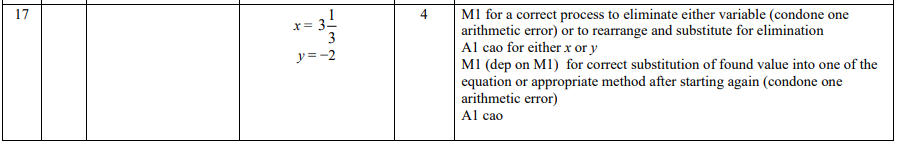 17
x = 3 1/3
y = −2
4
M1 for a correct process to eliminate either variable (condone one
arithmetic error) or to rearrange and substitute for elimination
A1 cao for either x or y
M1 (dep on M1)  for correct substitution of found value into one of the
equation or appropriate method after starting again (condone one
arithmetic error)
A1 cao